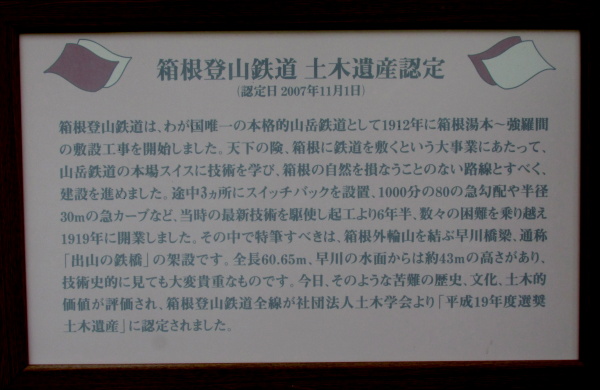 箱根登山鉄道 土木遺産認定
(認定日 2007年11月1日)
箱根登山鉄道は、わが国唯一の本格的山岳鉄道として1912年に箱根湯本〜強羅間
の敷設工事を開始しました。天下の険、箱根に鉄道を敷くという大事業にあたって、
山岳鉄道の本場スイスに技術を学び、箱根の自然を損なうことのない路線とすべく、
建設を進めました。途中3ヵ所にスイッチバックを設置、1000分の80の急勾配や半径
30mの急カーブなど、当時の最新技術を駆使し起工より6年半、数々の困難を乗り越え
1919年に開業しました。その中で特筆すべきは、箱根外輪山を結ぶ早川橋梁、通称
「出山の鉄橋」の架設です。全長60.65m、早川の水面からは約43mの高さがあり、
技術史的に見ても大変貴重なものです。今日、そのような苦難の歴史、文化、土木的
価値が評価され、箱根登山鉄道全線が社団法人土木学会より「平成19年度選奨
土木遺産」に認定されました。